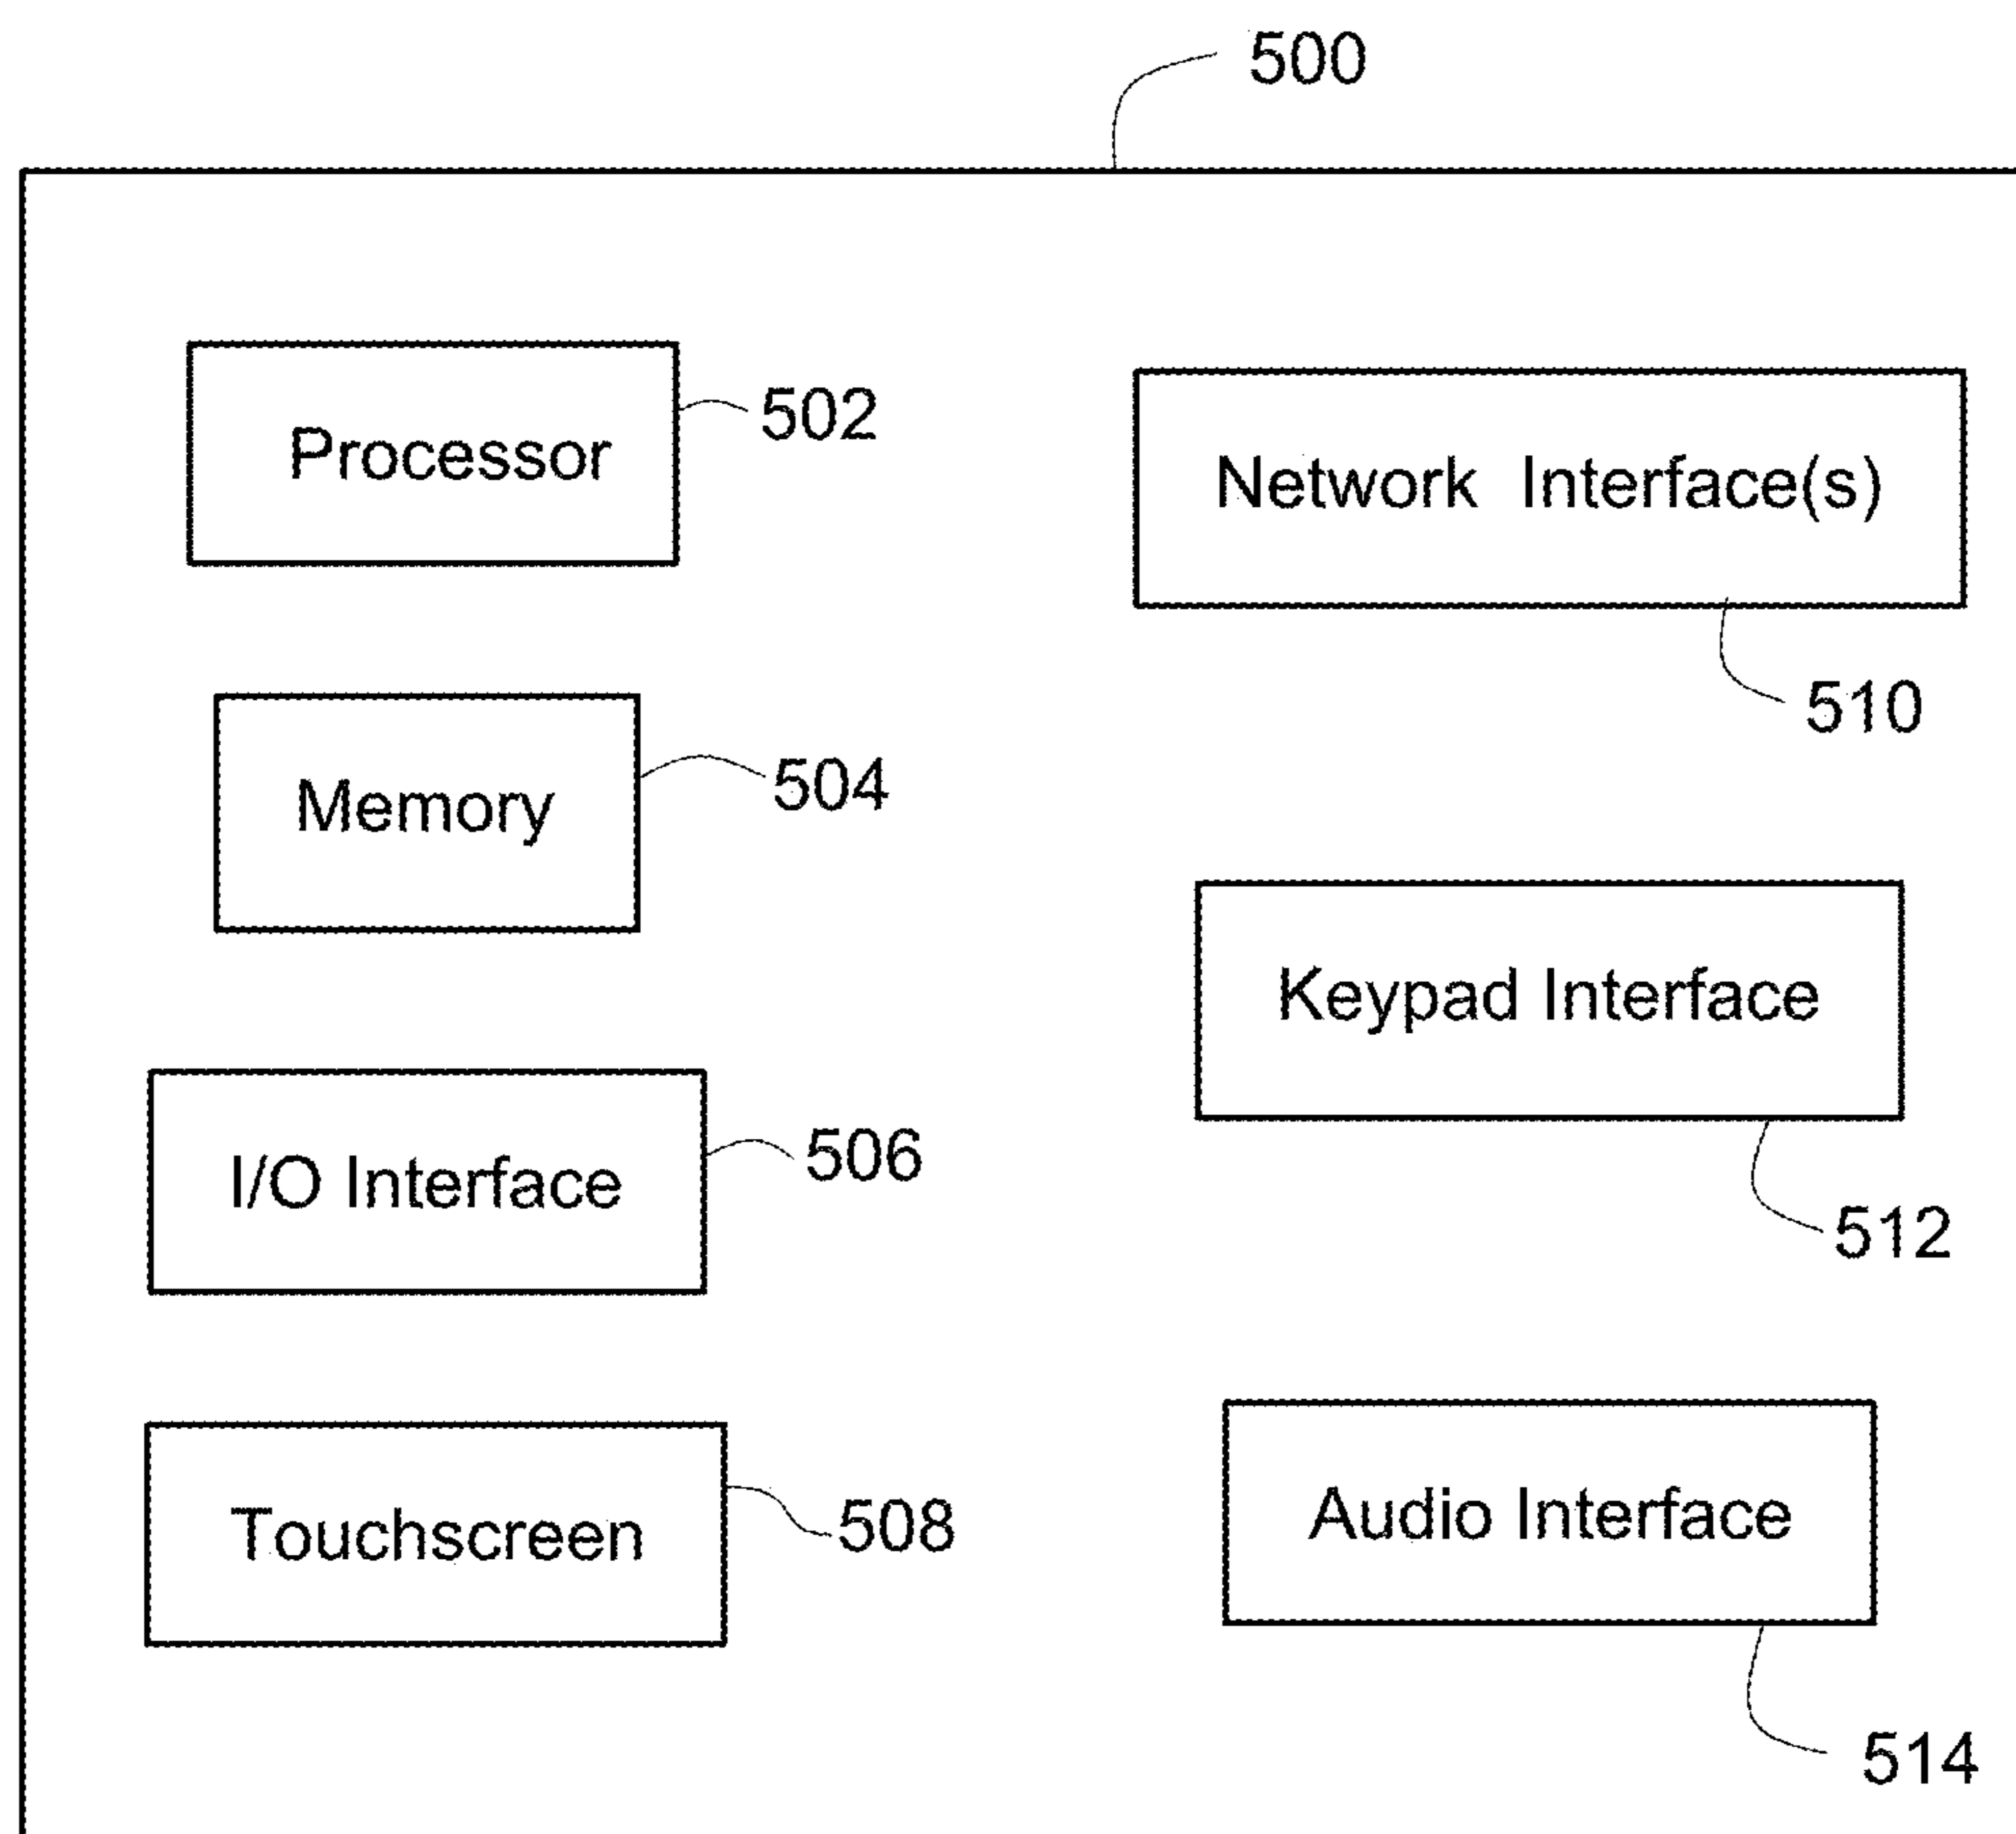 500
Processor
502
Network Interface(s)
510
Memory
504
Keypad Interface
512
I/O Interface
506
Touchscreen
508
Audio Interface
514